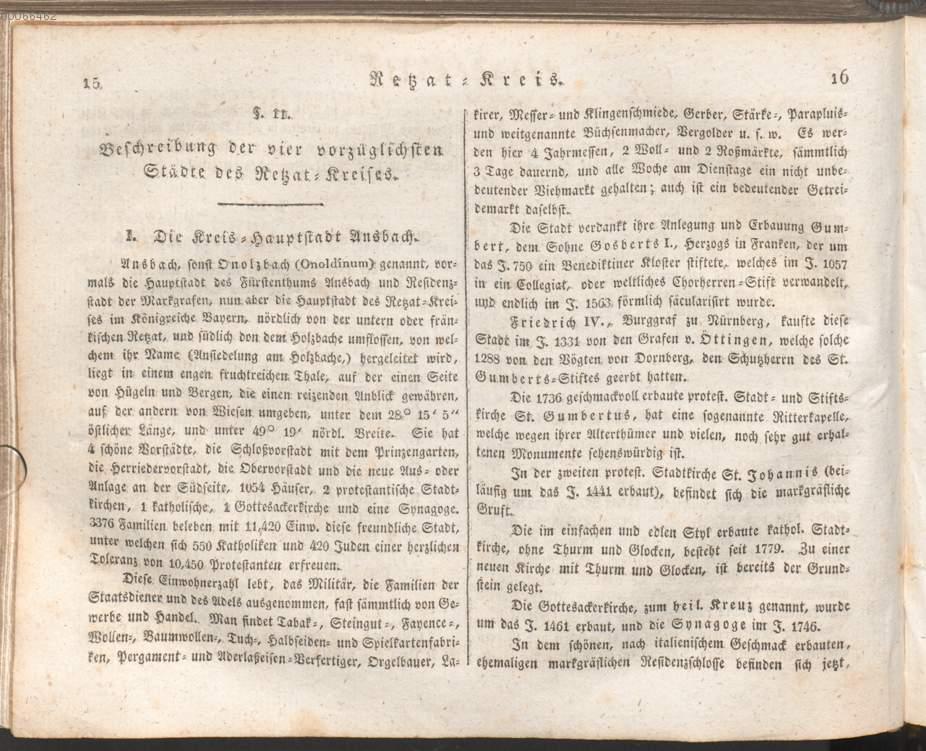 00066462
15.
Retzat-Kreis.
16
§. 11.
Beschreibung der vier vorzüglichsten
Städte des Retzat-Kreises.
I. Die Kreis-Hauptstadt Ansbach.
Ansbach, sonst Onolzbach (Onoldinum) genannt, vor-
mals die Hauptstadt des Fürstenthums Ansbach und Residenz-
stadt der Markgrafen, nun aber die Hauptstadt des Rezat-Krei-
ses im Königreiche Bayern, nördlich von der untern oder frän-
kischen Retzat, und südlich von dem Holzbache umflossen, von wel-
chem ihr Name (Ansiedelung am Holzbache,) hergeleitet wird,
liegt in einem engen fruchtreichen Thale, auf der einen Seite
von Hügeln und Bergen, die einen reizenden Anblick gewähren,
auf der andern von Wiesen umgeben, unter dem 28° 15′ 5″
östlicher Länge, und unter 49° 19′ nördl. Breite. Sie hat
4 schöne Vorstädte, die Schloßvorstadt mit dem Prinzengarten,
die Herriedervorstadt, die Obervorstadt und die neue Aus- oder
Anlage an der Südseite, 1054 Häuser, 2 protestantische Stadt-
kirchen, 1 katholische, 1 Gottesackerkirche und eine Synagoge.
3376 Familien beleben mit 11,420 Einw. diese freundliche Stadt,
unter welchen sich 550 Katholiken und 420 Juden einer herzlichen
Toleranz von 10,450 Protestanten erfreuen.
Diese Einwohnerzahl lebt, das Militär, die Familien der
Staatsdiener und des Adels ausgenommen, fast sämmtlich von Ge-
werbe und Handel. Man findet Tabak-, Steingut-, Fayence-,
Wollen-, Baumwollen-, Tuch-, Halbseiden- und Spielkartenfabri-
ken, Pergament- und Aderlaßeisen-Verfertiger, Orgelbauer, La-
kirer, Messer- und Klingenschmiede, Gerber, Stärke-, Parapluis-
und weitgenannte Büchsenmacher, Vergolder u. s. w. Es wer-
den hier 4 Jahrmessen, 2 Woll- und 2 Roßmärkte, sämmtlich
3 Tage dauernd, und alle Woche am Dienstage ein nicht unbe-
deutender Viehmarkt gehalten; auch ist ein bedeutender Getrei-
demarkt daselbst.
Die Stadt verdankt ihre Anlegung und Erbauung Gum-
bert, dem Sohne Gosberts I., Herzogs in Franken, der um
das J. 750 ein Benediktiner Kloster stiftete, welches im J. 1057
in ein Collegiat, oder weltliches Chorherren-Stift verwandelt,
und endlich im J. 1563 förmlich säcularisirt wurde.
Friedrich IV., Burggraf zu Nürnberg, kaufte diese
Stadt im J. 1331 von den Grafen v. Öttingen, welche solche
1288 von den Vögten von Dornberg, den Schutzherrn des St.
Gumberts-Stiftes geerbt hatten.
Die 1736 geschmackvoll erbaute protest. Stadt- und Stifts-
kirche St. Gumbertus, hat eine sogenannte Ritterkapelle,
welche wegen ihrer Alterthümer und vielen, noch sehr gut erhal-
tenen Monumente sehenswürdig ist.
In der zweiten protest. Stadtkirche St. Johannis (bei-
läufig um das J. 1441 erbaut), befindet sich die markgräfliche
Gruft.
Die im einfachen und edlen Styl erbaute kathol. Stadt-
kirche, ohne Thurm und Glocken, besteht seit 1779. Zu einer
neuen Kirche mit Thurm und Glocken, ist bereits der Grund-
stein gelegt.
Die Gottesackerkirche, zum heil. Kreuz genannt, wurde
um das J. 1461 erbaut, und die Synagoge im J. 1746.
In dem schönen, nach italienischem Geschmack erbauten,
ehemaligen markgräflichen Residenzschlosse befinden sich jetzt,